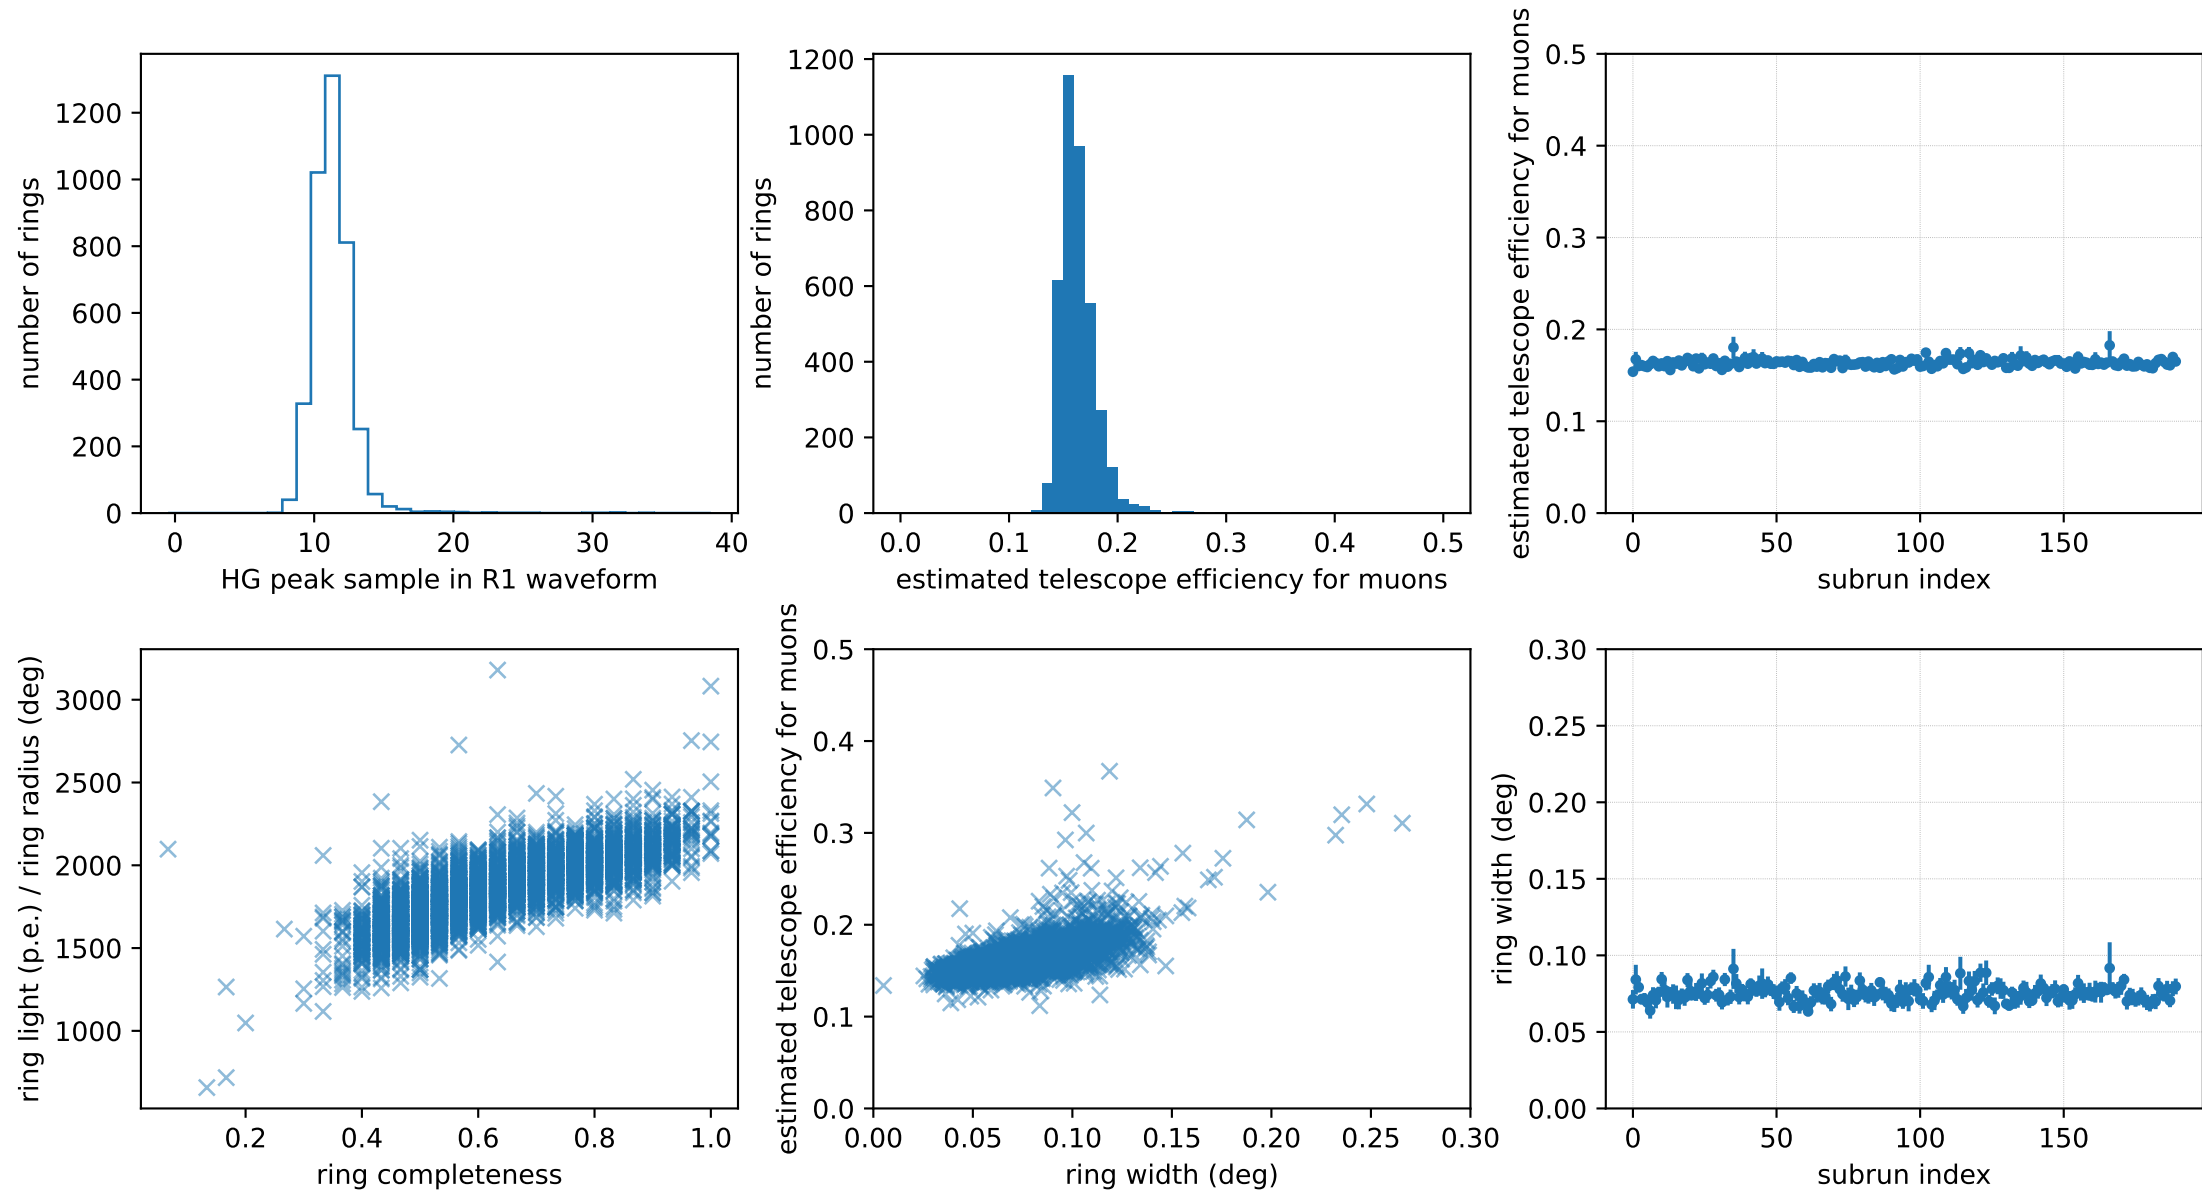 number of rings
1200
1000
800
600
400
200
0
0 10 20 30 40
HG peak sample in R1 waveform
number of rings
1200
1000
800
600
400
200
0
0.0 0.1 0.2 0.3 0.4 0.5
estimated telescope efficiency for muons
estimated telescope efficiency for muons
0.5
0.4
0.3
0.2
0.1
0.0
0 50 100 150
subrun index
ring light (p.e.) / ring radius (deg)
3000
2500
2000
1500
1000
0.2 0.4 0.6 0.8 1.0
ring completeness
estimated telescope efficiency for muons
0.5
0.4
0.3
0.2
0.1
0.0
0.00 0.05 0.10 0.15 0.20 0.25 0.30
ring width (deg)
ring width (deg)
0.30
0.25
0.20
0.15
0.10
0.05
0.00
0 50 100 150
subrun index